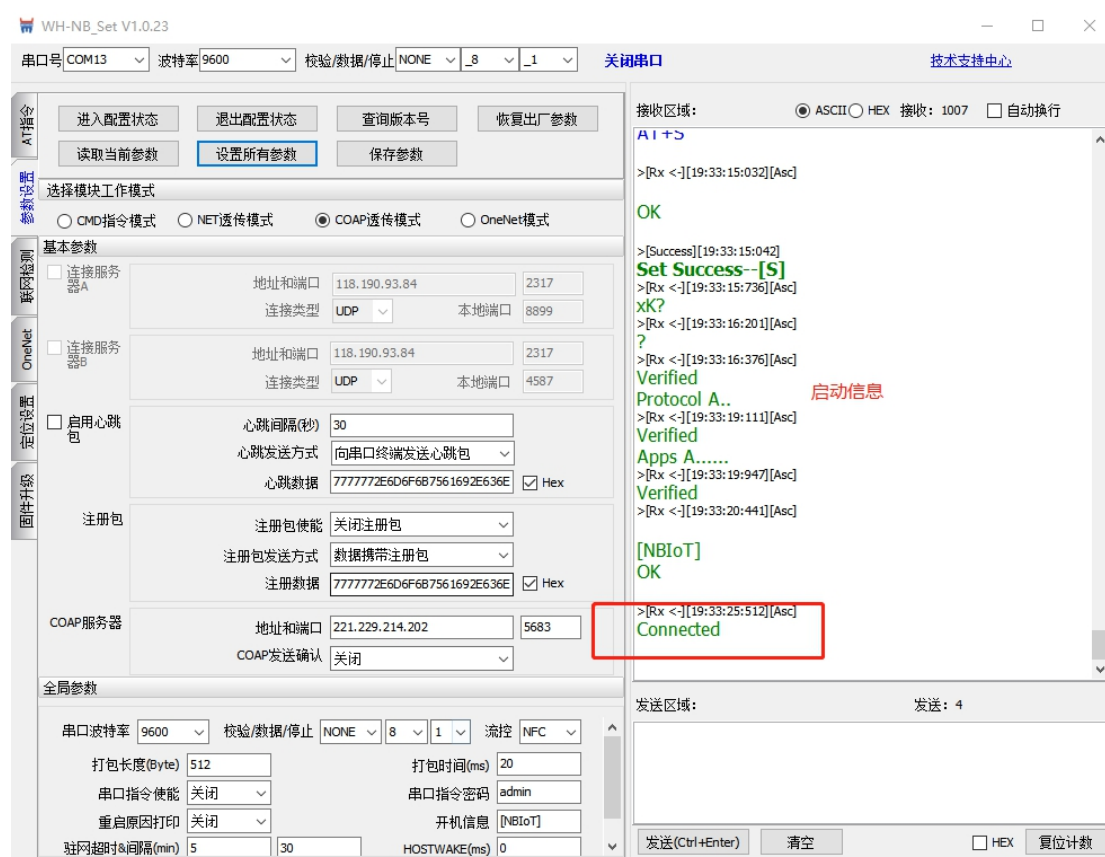 WH-NB_Set V1.0.23
串口号 COM13 波特率 9600 校验/数据/停止 NONE _8 _1 关闭串口 技术支持中心
AT指令
参数设置
联网检测
OneNet
定位设置
固件升级
进入配置状态 退出配置状态 查询版本号 恢复出厂参数
读取当前参数 设置所有参数 保存参数
选择模块工作模式
CMD指令模式 NET透传模式 COAP透传模式 OneNet模式
基本参数
连接服务
器A
地址和端口 118.190.93.84 2317
连接类型 UDP 本地端口 8899
连接服务
器B
地址和端口 118.190.93.84 2317
连接类型 UDP 本地端口 4587
启用心跳
包
心跳间隔(秒) 30
心跳发送方式 向串口终端发送心跳包
心跳数据 7777772E6D6F6B7561692E636E Hex
注册包
注册包使能 关闭注册包
注册包发送方式 数据携带注册包
注册数据 7777772E6D6F6B7561692E636E Hex
COAP服务器
地址和端口 221.229.214.202 5683
COAP发送确认 关闭
全局参数
串口波特率 9600 校验/数据/停止 NONE 8 1 流控 NFC
打包长度(Byte) 512 打包时间(ms) 20
串口指令使能 关闭 串口指令密码 admin
重启原因打印 关闭 开机信息 [NBIoT]
驻网超时&间隔(min) 5 30 HOSTWAKE(ms) 0
接收区域: ASCII HEX 接收: 1007 自动换行
AT+S
>[Rx <-][19:33:15:032][Asc]
OK
>[Success][19:33:15:042]
Set Success--[S]
>[Rx <-][19:33:15:736][Asc]
xK?
>[Rx <-][19:33:16:201][Asc]
?
>[Rx <-][19:33:16:376][Asc]
Verified
Protocol A..
>[Rx <-][19:33:19:111][Asc]
Verified
Apps A......
>[Rx <-][19:33:19:947][Asc]
Verified
>[Rx <-][19:33:20:441][Asc]
[NBIoT]
OK
>[Rx <-][19:33:25:512][Asc]
Connected
启动信息
发送区域: 发送: 4
发送(Ctrl+Enter) 清空 HEX 复位计数